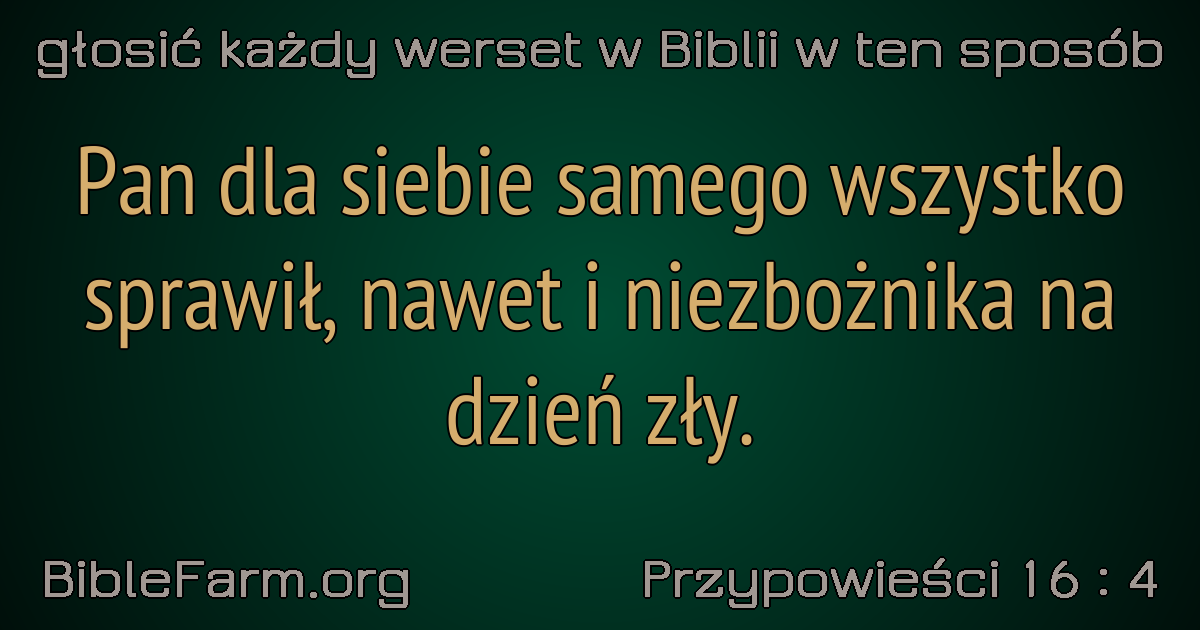 głosić każdy werset w Biblii w ten sposób
Pan dla siebie samego wszystko
sprawił, nawet i niezbożnika na
dzień zły.
BibleFarm.org
Przypowieści 16 : 4